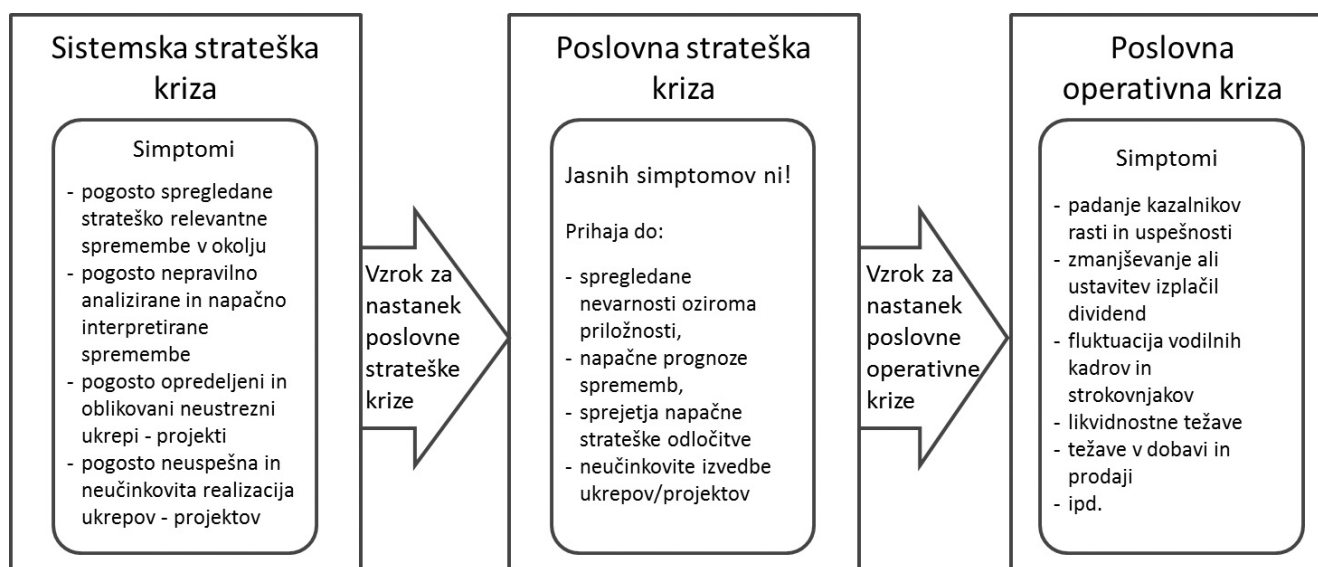 Sistemska strateška
kriza
Simptomi
- pogosto spregledane
strateško relevantne
spremembe v okolju
- pogosto nepravilno
analizirane in napačno
interpretirane
spremembe
- pogosto opredeljeni in
oblikovani neustrezni
ukrepi - projekti
- pogosto neuspešna in
neučinkovita realizacija
ukrepov - projektov
Vzrok za
nastanek
poslovne
strateške
krize
Poslovna strateška
kriza
Jasnih simptomov ni!
Prihaja do:
- spregledane
nevarnosti oziroma
priložnosti,
- napačne prognoze
sprememb,
- sprejetja napačne
strateške odločitve
- neučinkovite izvedbe
ukrepov/projektov
Vzrok za
nastanek
poslovne
operativne
krize
Poslovna
operativna kriza
Simptomi
- padanje kazalnikov
rasti in uspešnosti
- zmanjševanje ali
ustavitev izplačil
dividend
- fluktuacija vodilnih
kadrov in
strokovnjakov
- likvidnostne težave
- težave v dobavi in
prodaji
- ipd.